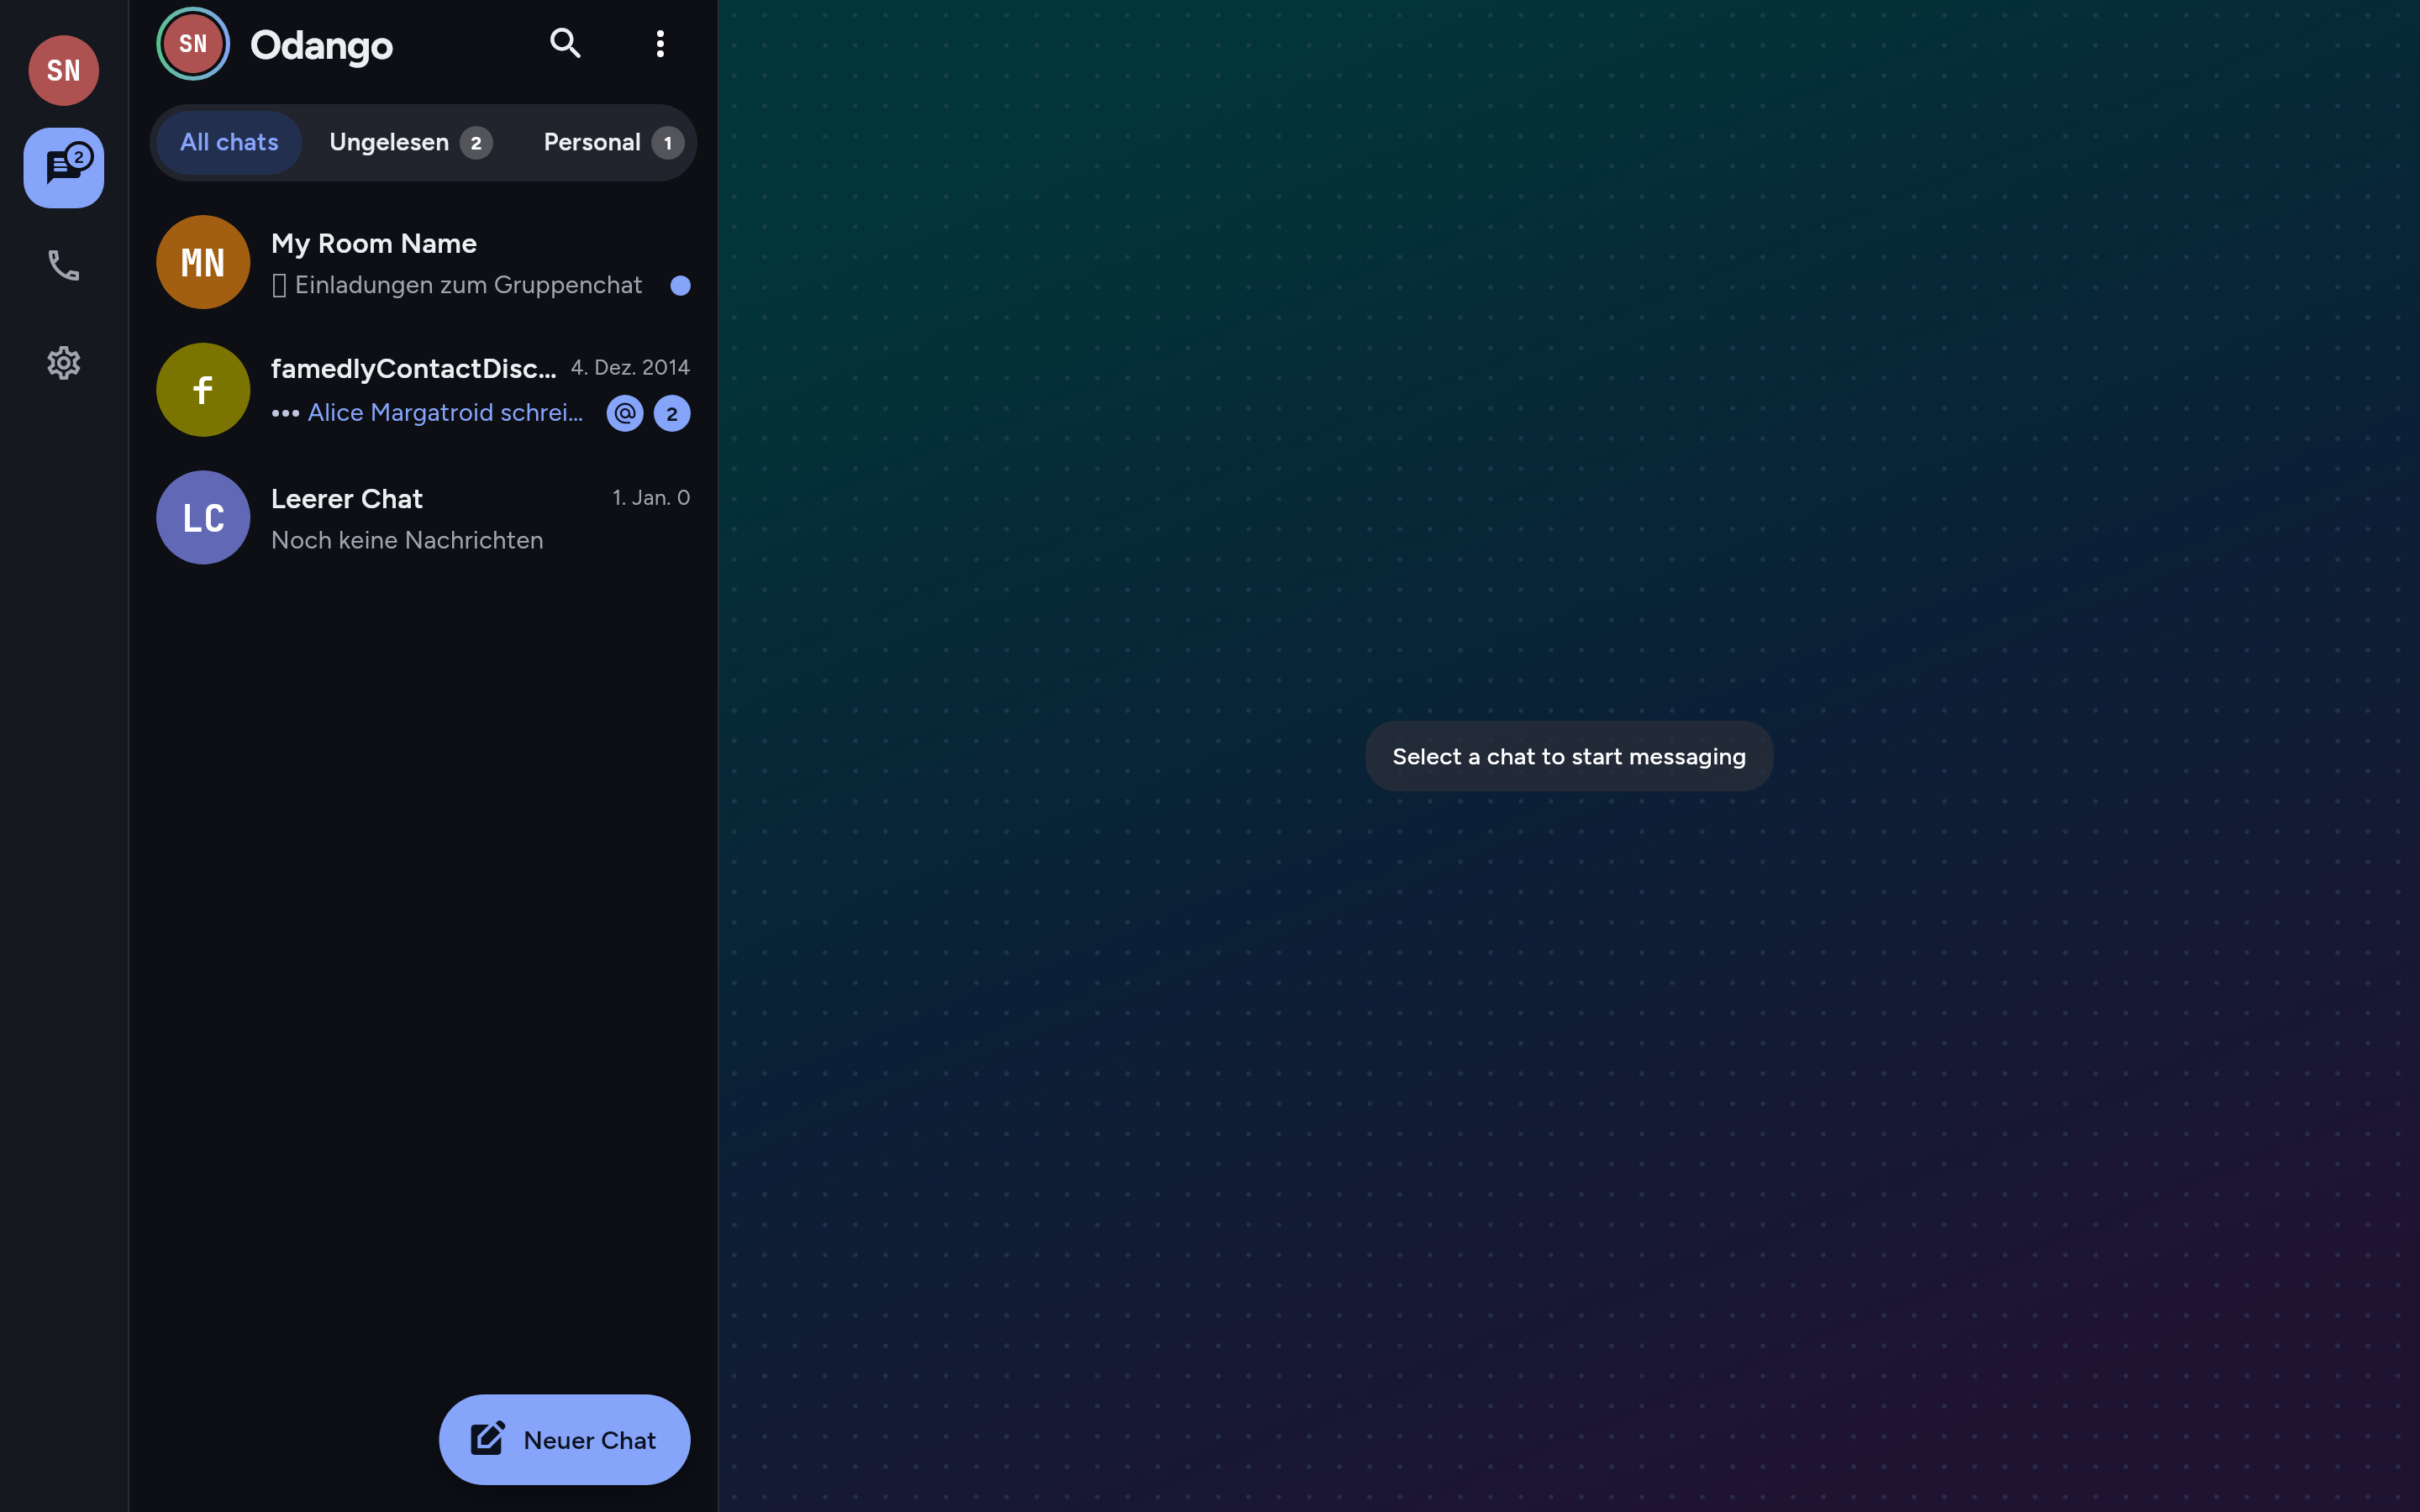 SN
2
SN
Odango
All chats
Ungelesen 2
Personal 1
MN
My Room Name
Einladungen zum Gruppenchat
f
famedlyContactDisc...
4. Dez. 2014
Alice Margatroid schrei...
@ 2
LC
Leerer Chat
1. Jan. 0
Noch keine Nachrichten
Select a chat to start messaging
Neuer Chat